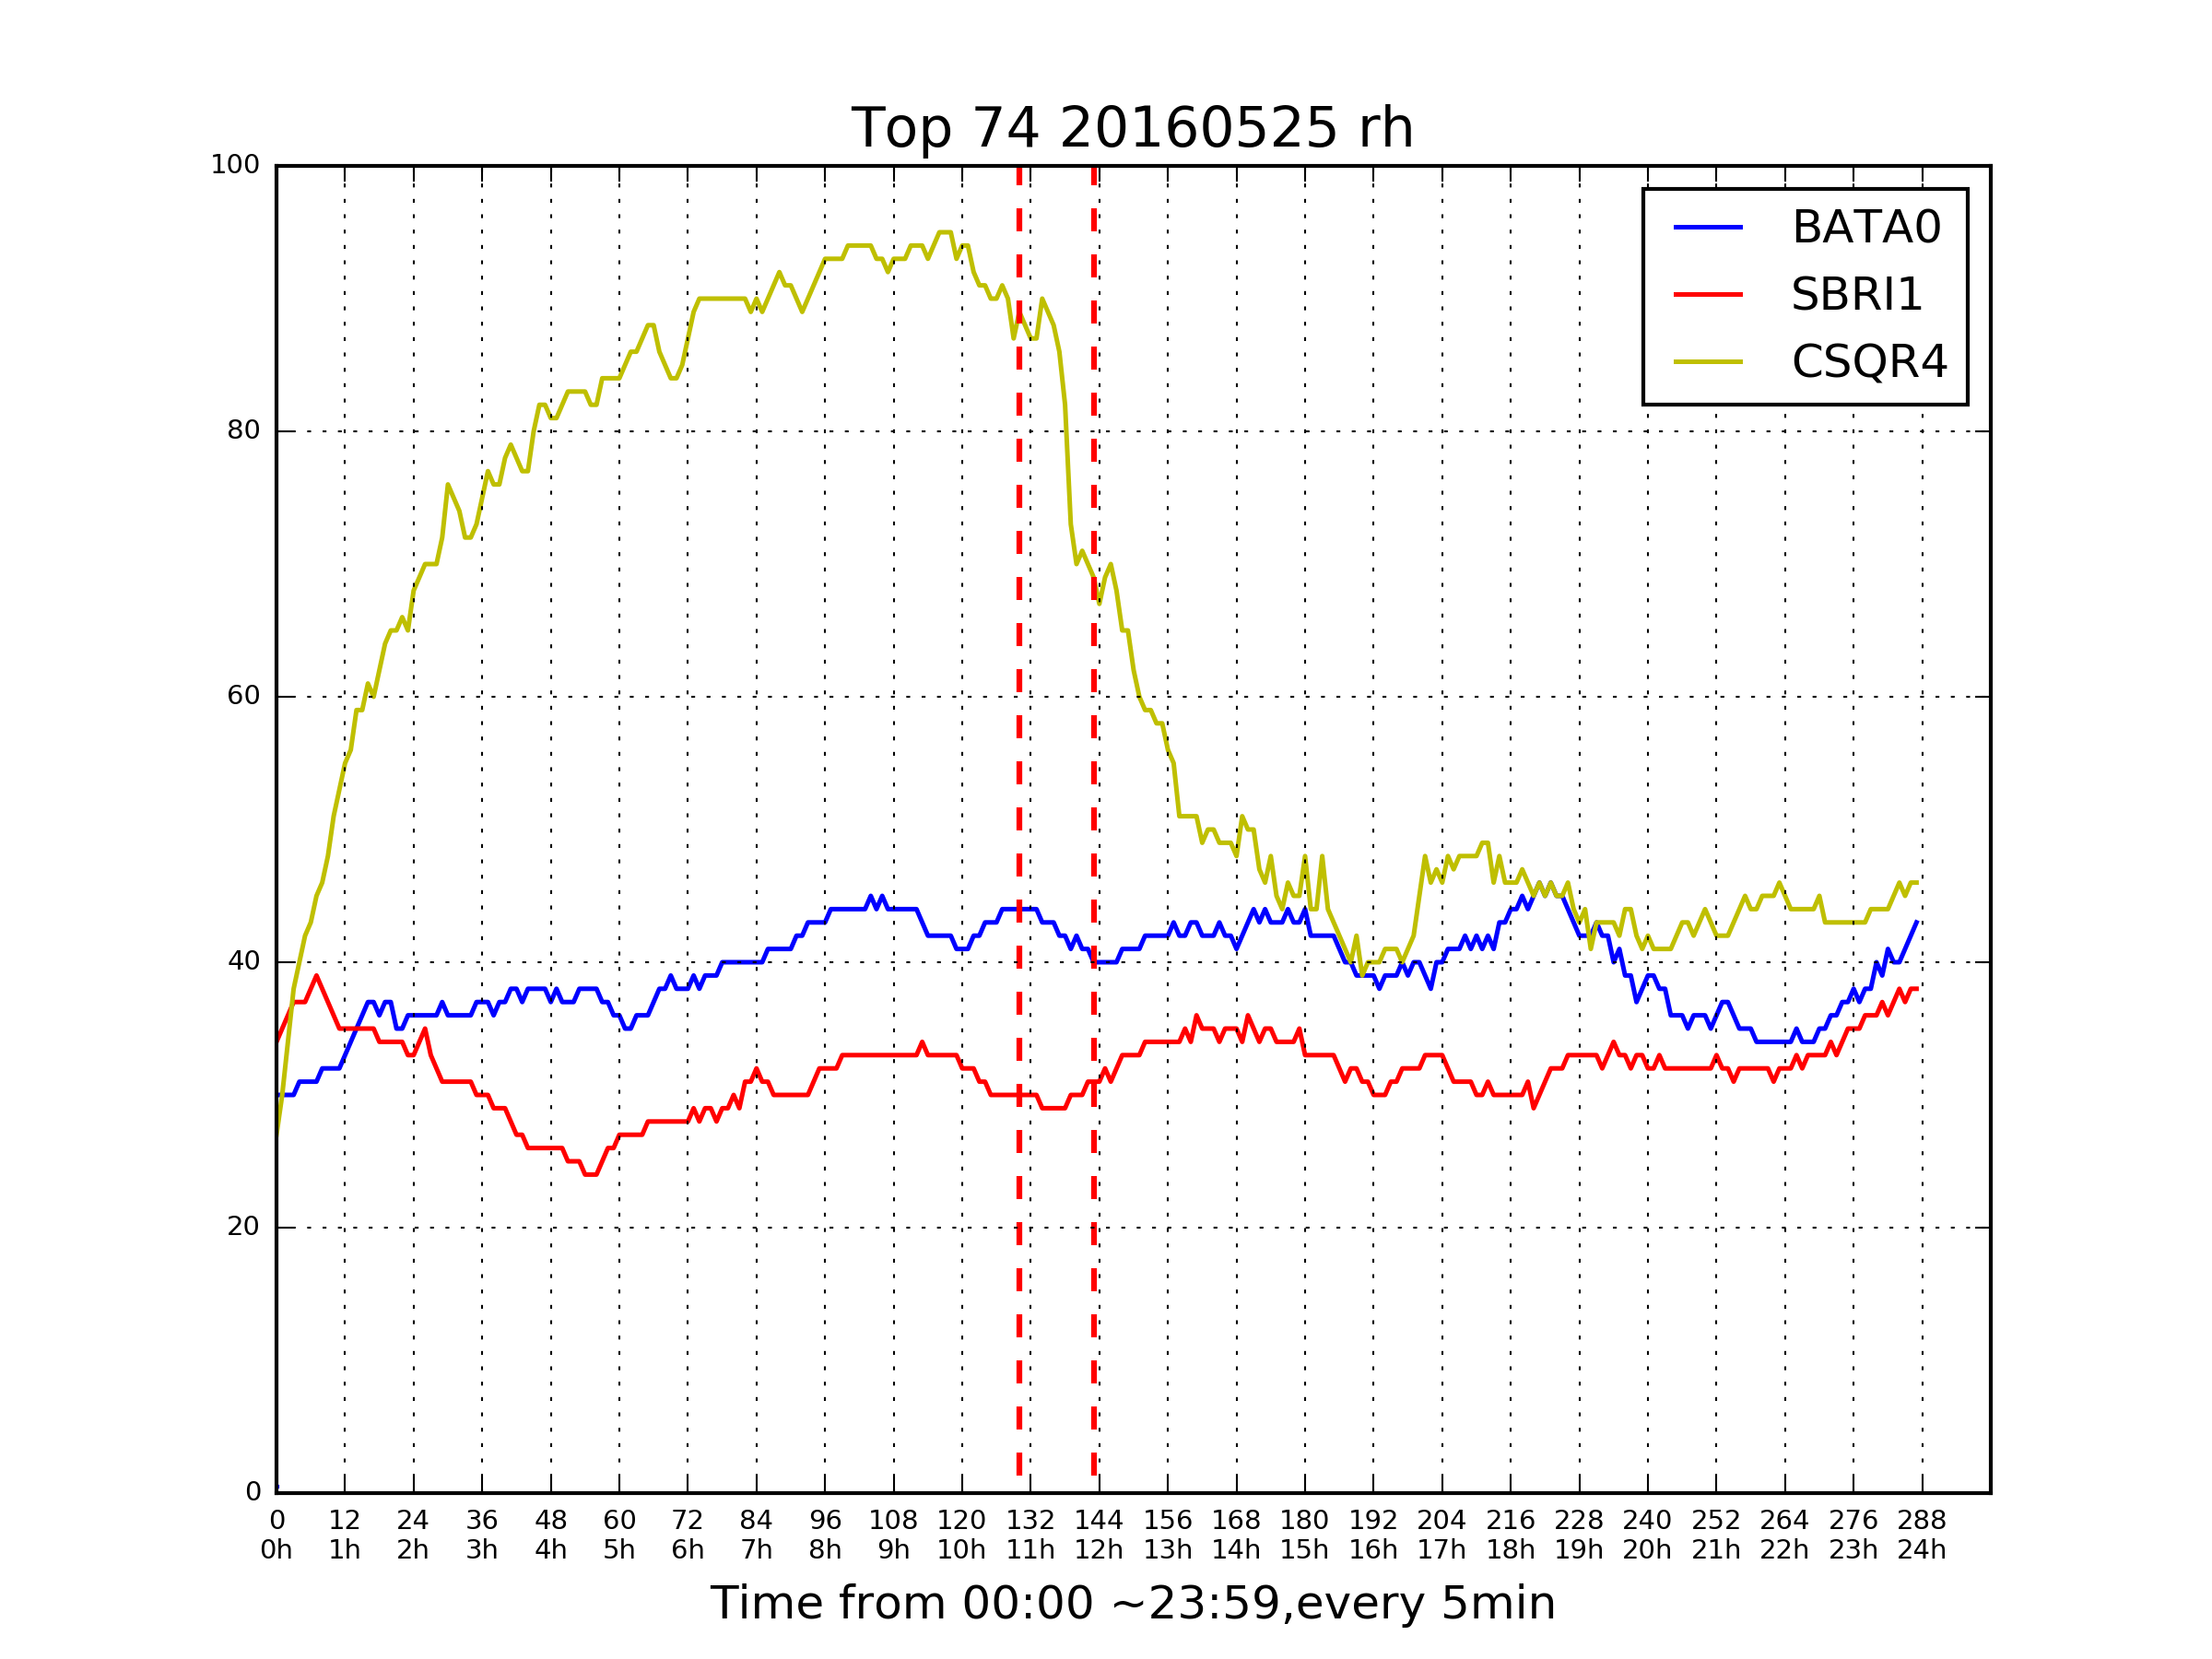 Top 74 20160525 rh
100
80
60
40
20
0
BATA0
SBRI1
CSQR4
0 12 24 36 48 60 72 84 96 108 120 132 144 156 168 180 192 204 216 228 240 252 264 276 288
0h 1h 2h 3h 4h 5h 6h 7h 8h 9h 10h 11h 12h 13h 14h 15h 16h 17h 18h 19h 20h 21h 22h 23h 24h
Time from 00:00 ~23:59,every 5min